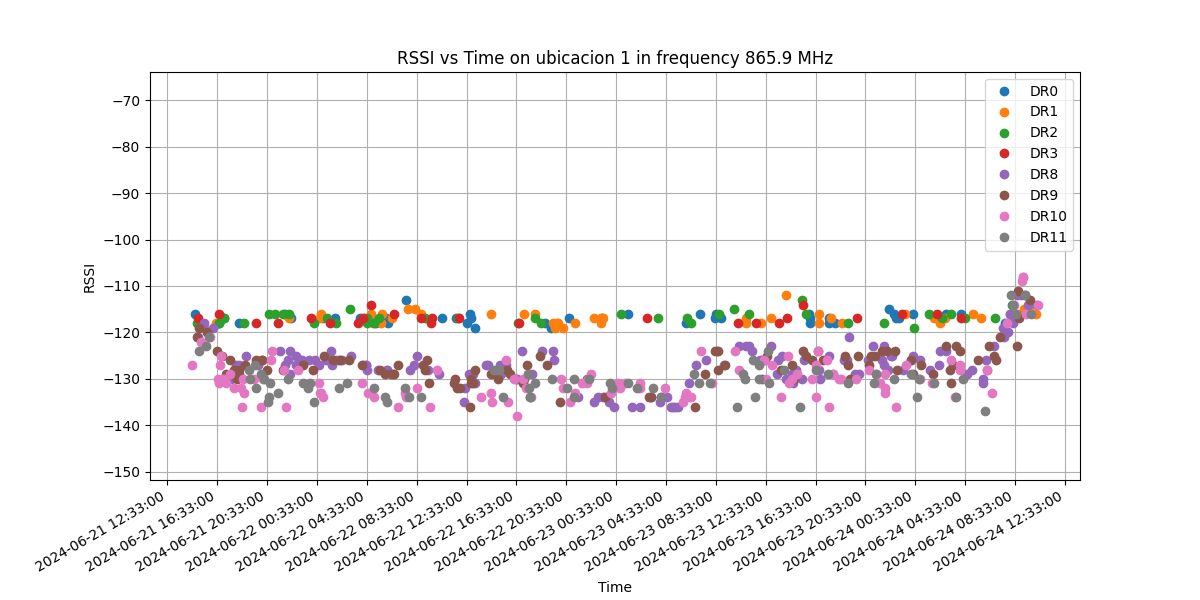 RSSI vs Time on ubicacion 1 in frequency 865.9 MHz
RSSI
−70
−80
−90
−100
−110
−120
−130
−140
−150
DR0
DR1
DR2
DR3
DR8
DR9
DR10
DR11
2024-06-21 12:33:00
2024-06-21 16:33:00
2024-06-21 20:33:00
2024-06-22 00:33:00
2024-06-22 04:33:00
2024-06-22 08:33:00
2024-06-22 12:33:00
2024-06-22 16:33:00
2024-06-22 20:33:00
2024-06-23 00:33:00
2024-06-23 04:33:00
2024-06-23 08:33:00
2024-06-23 12:33:00
2024-06-23 16:33:00
2024-06-23 20:33:00
2024-06-24 00:33:00
2024-06-24 04:33:00
2024-06-24 08:33:00
2024-06-24 12:33:00
Time